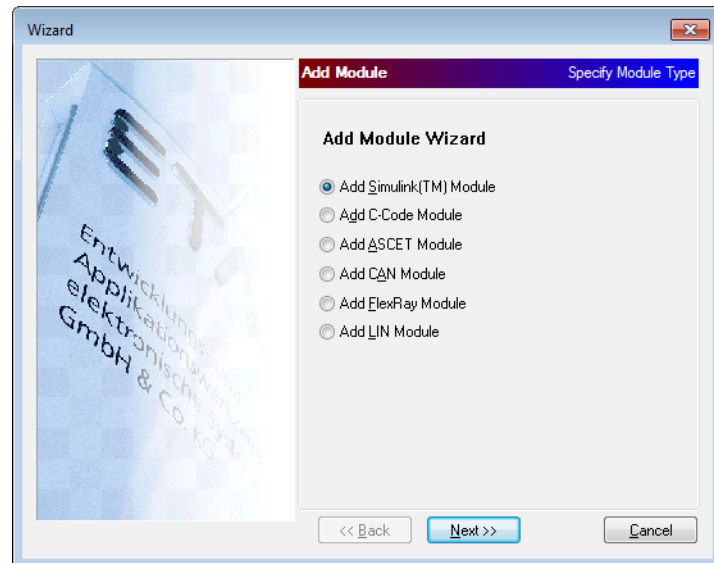 Wizard
Add Module Specify Module Type
ET
Entwicklungs- und
Applikationswerkzeuge
elektronische Systeme
GmbH & Co. KG
Add Module Wizard
Add Simulink(TM) Module
Add C-Code Module
Add ASCET Module
Add CAN Module
Add FlexRay Module
Add LIN Module
<< Back Next >> Cancel